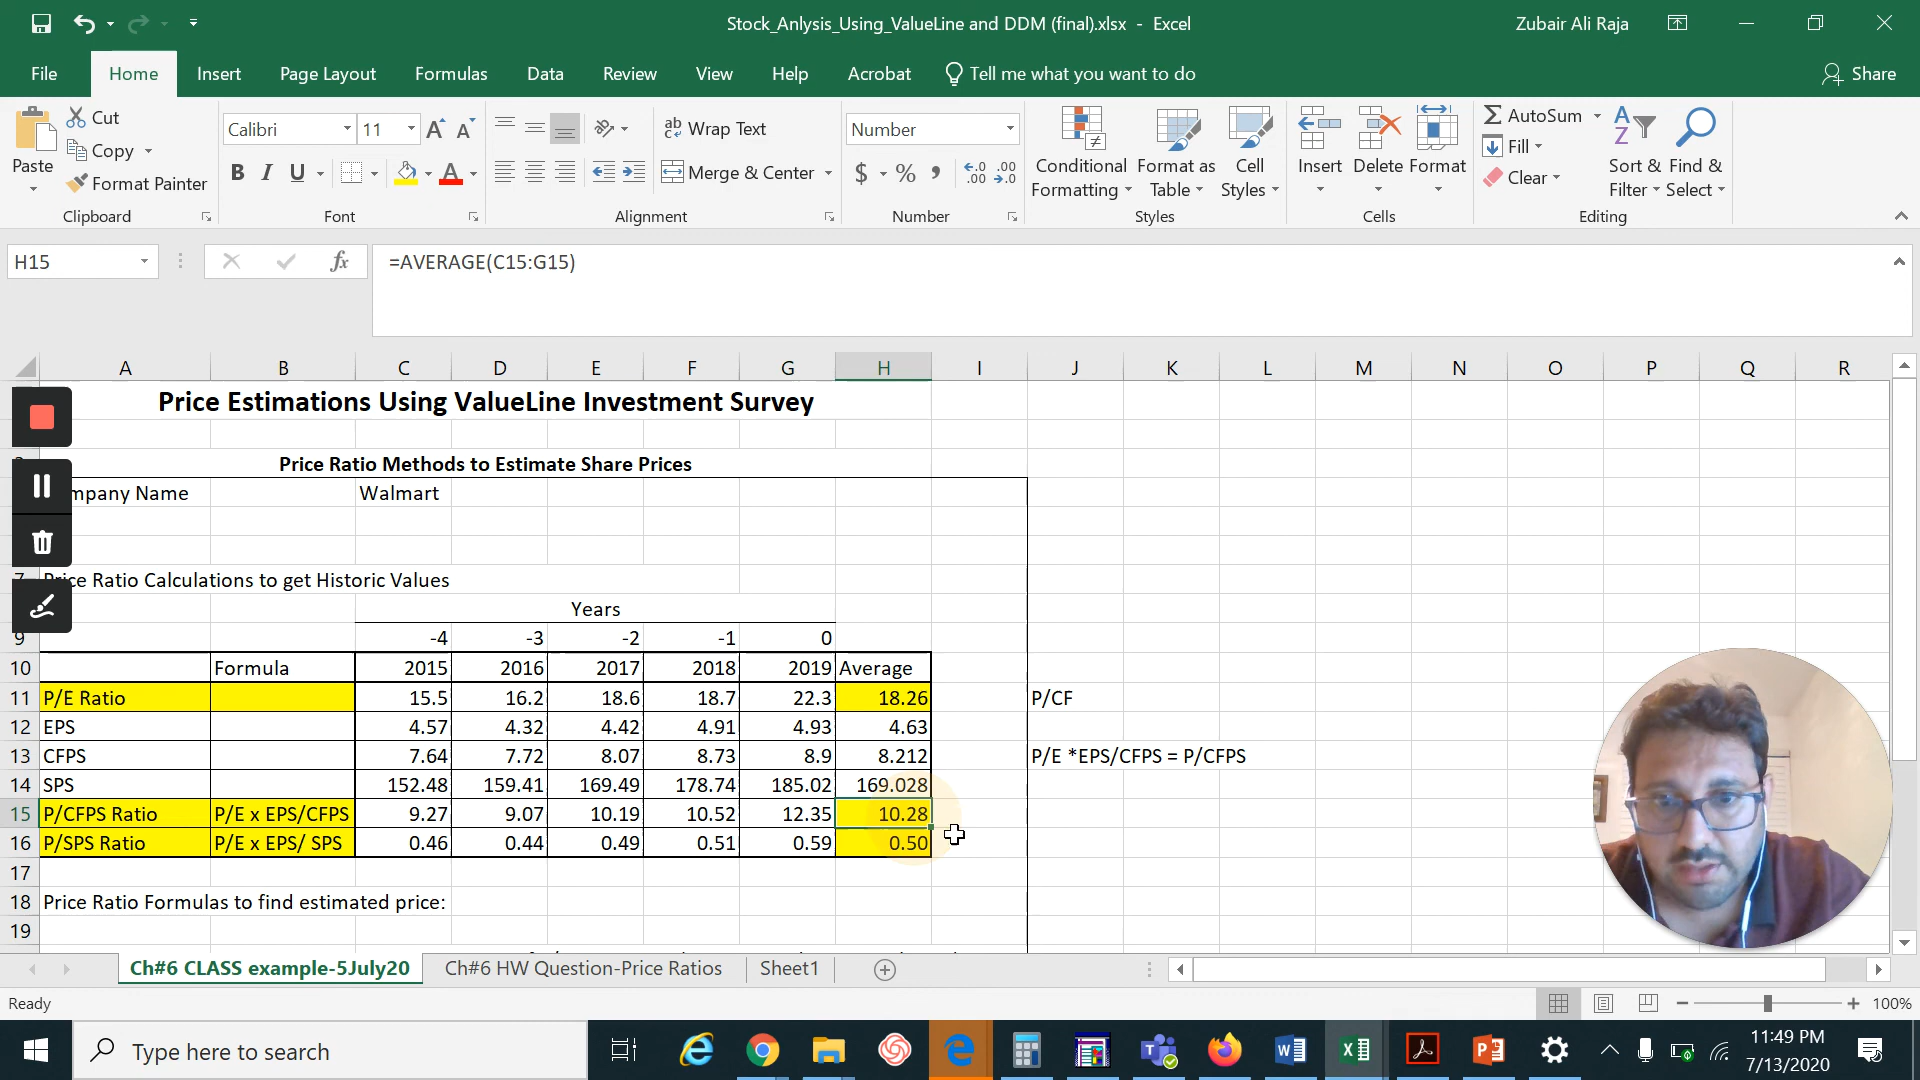 Stock_Anlysis_Using_ValueLine and DDM (final).xlsx - Excel
Zubair Ali Raja
File Home Insert Page Layout Formulas Data Review View Help Acrobat Tell me what you want to do Share
Paste Cut Copy Format Painter Clipboard
Calibri 11 B I U A A A Font
Wrap Text Merge & Center Alignment
Number $ % , .0 .00 .00 .0 Number
Conditional Formatting Format as Table Cell Styles Styles
Insert Delete Format Cells
AutoSum Fill Clear Sort & Filter Find & Select Editing
H15 fx =AVERAGE(C15:G15)
A B C D E F G H I J K L M N O P Q R
Price Estimations Using ValueLine Investment Survey
Price Ratio Methods to Estimate Share Prices
mpany Name Walmart
7 Price Ratio Calculations to get Historic Values
Years
9 -4 -3 -2 -1 0
10 Formula 2015 2016 2017 2018 2019 Average
11 P/E Ratio 15.5 16.2 18.6 18.7 22.3 18.26 P/CF
12 EPS 4.57 4.32 4.42 4.91 4.93 4.63
13 CFPS 7.64 7.72 8.07 8.73 8.9 8.212 P/E *EPS/CFPS = P/CFPS
14 SPS 152.48 159.41 169.49 178.74 185.02 169.028
15 P/CFPS Ratio P/E x EPS/CFPS 9.27 9.07 10.19 10.52 12.35 10.28
16 P/SPS Ratio P/E x EPS/ SPS 0.46 0.44 0.49 0.51 0.59 0.50
17
18 Price Ratio Formulas to find estimated price:
19
Ch#6 CLASS example-5July20 Ch#6 HW Question-Price Ratios Sheet1
Ready 100%
Type here to search
11:49 PM
7/13/2020